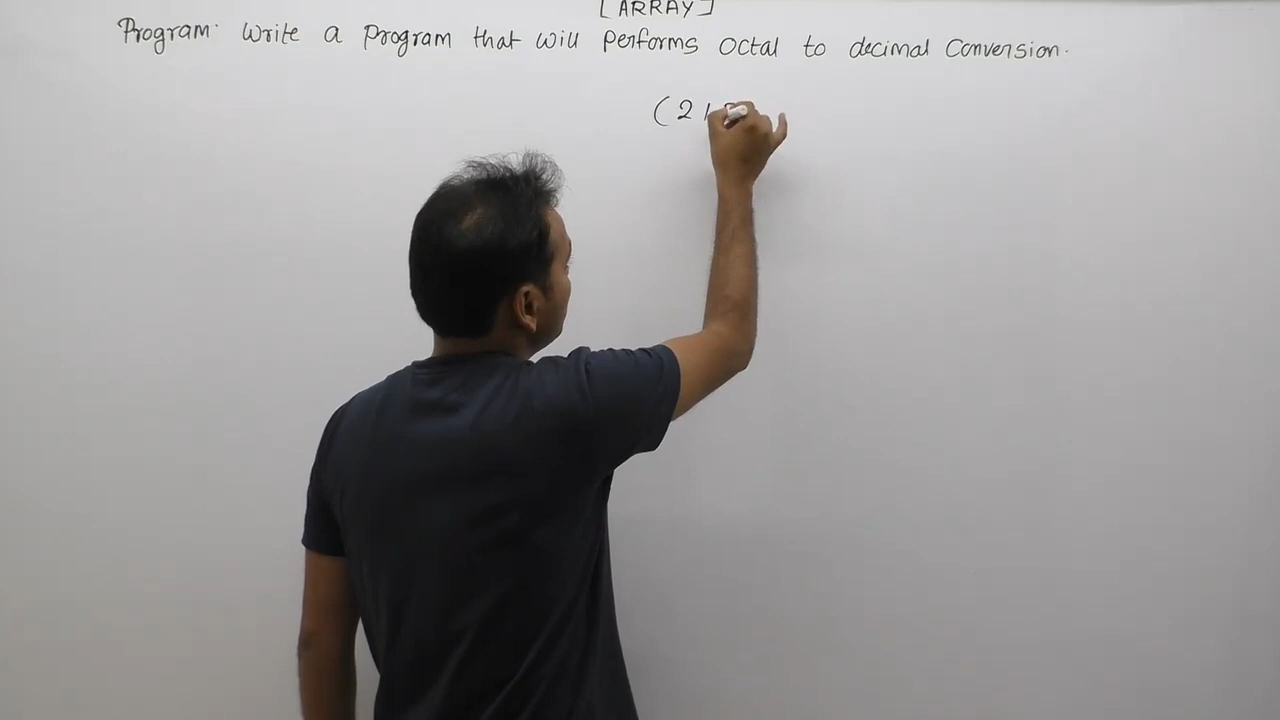 [ARRAY]
Program: Write a program that will Performs Octal to decimal Conversion.
(21